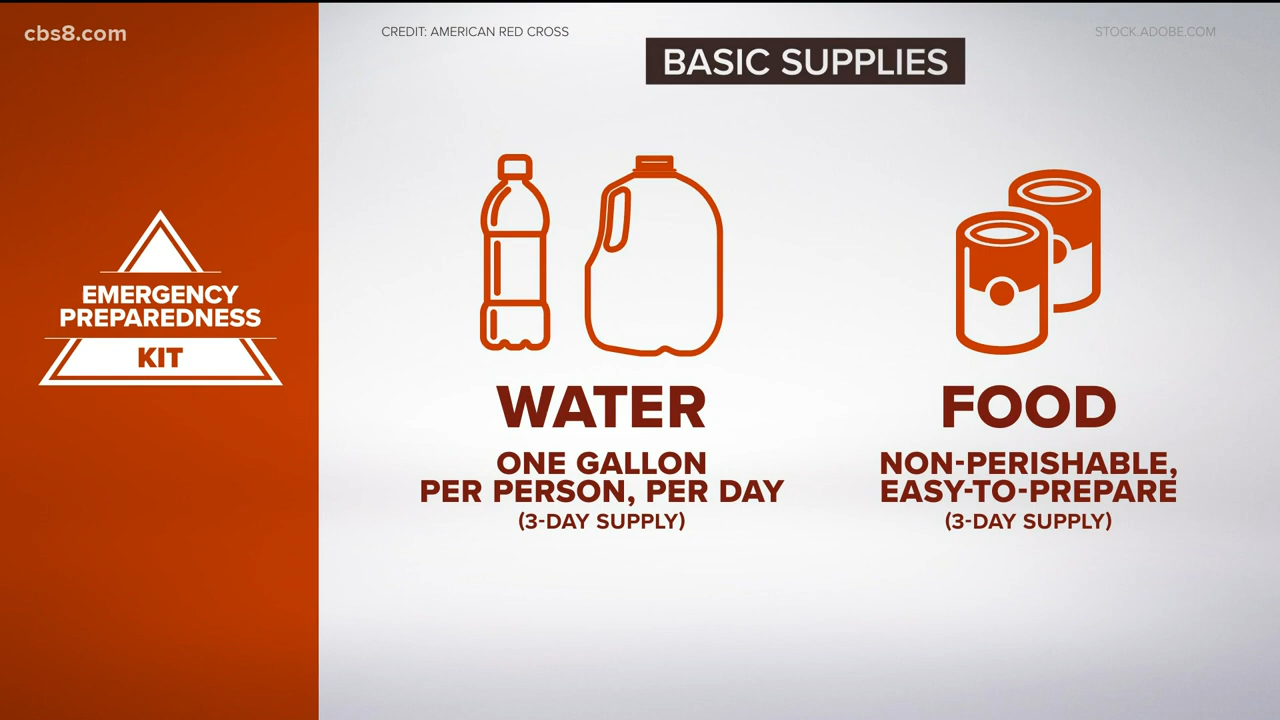 cbs8.com
CREDIT: AMERICAN RED CROSS
STOCK.ADOBE.COM
BASIC SUPPLIES
EMERGENCY
PREPAREDNESS
KIT
WATER
ONE GALLON
PER PERSON, PER DAY
(3-DAY SUPPLY)
FOOD
NON-PERISHABLE,
EASY-TO-PREPARE
(3-DAY SUPPLY)